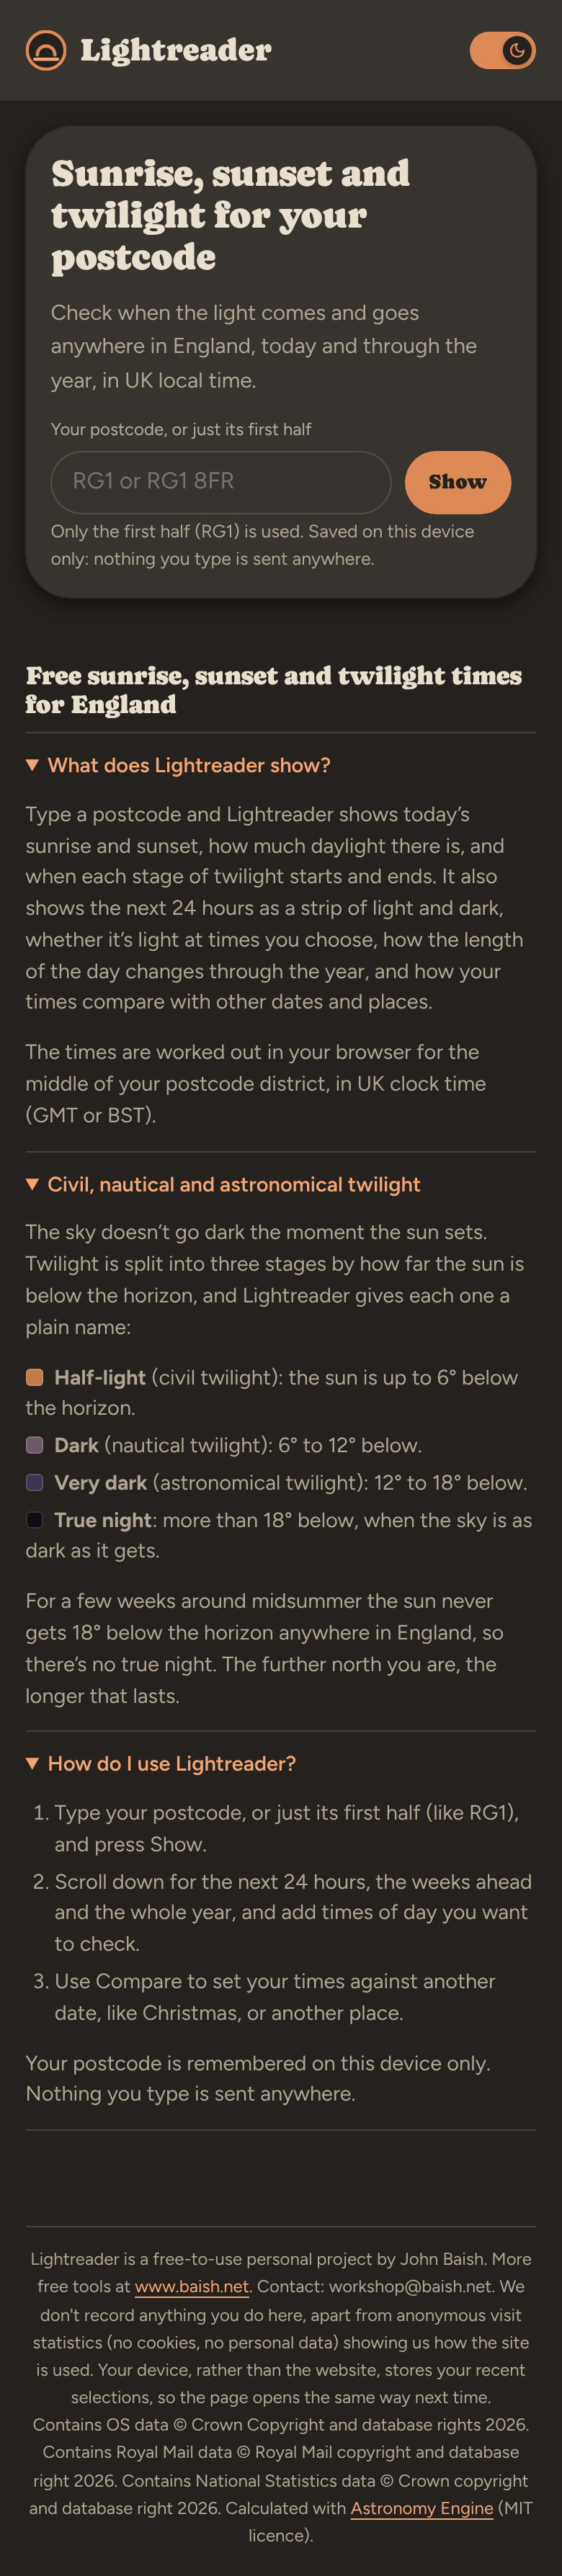 Lightreader
Sunrise, sunset and
twilight for your
postcode
Check when the light comes and goes
anywhere in England, today and through the
year, in UK local time.
Your postcode, or just its first half
RG1 or RG1 8FR
Show
Only the first half (RG1) is used. Saved on this device
only: nothing you type is sent anywhere.
Free sunrise, sunset and twilight times
for England
▼ What does Lightreader show?
Type a postcode and Lightreader shows today’s
sunrise and sunset, how much daylight there is, and
when each stage of twilight starts and ends. It also
shows the next 24 hours as a strip of light and dark,
whether it’s light at times you choose, how the length
of the day changes through the year, and how your
times compare with other dates and places.
The times are worked out in your browser for the
middle of your postcode district, in UK clock time
(GMT or BST).
▼ Civil, nautical and astronomical twilight
The sky doesn’t go dark the moment the sun sets.
Twilight is split into three stages by how far the sun is
below the horizon, and Lightreader gives each one a
plain name:
Half-light (civil twilight): the sun is up to 6° below
the horizon.
Dark (nautical twilight): 6° to 12° below.
Very dark (astronomical twilight): 12° to 18° below.
True night: more than 18° below, when the sky is as
dark as it gets.
For a few weeks around midsummer the sun never
gets 18° below the horizon anywhere in England, so
there’s no true night. The further north you are, the
longer that lasts.
▼ How do I use Lightreader?
1. Type your postcode, or just its first half (like RG1),
and press Show.
2. Scroll down for the next 24 hours, the weeks ahead
and the whole year, and add times of day you want
to check.
3. Use Compare to set your times against another
date, like Christmas, or another place.
Your postcode is remembered on this device only.
Nothing you type is sent anywhere.
Lightreader is a free-to-use personal project by John Baish. More
free tools at www.baish.net. Contact: workshop@baish.net. We
don't record anything you do here, apart from anonymous visit
statistics (no cookies, no personal data) showing us how the site
is used. Your device, rather than the website, stores your recent
selections, so the page opens the same way next time.
Contains OS data © Crown Copyright and database rights 2026.
Contains Royal Mail data © Royal Mail copyright and database
right 2026. Contains National Statistics data © Crown copyright
and database right 2026. Calculated with Astronomy Engine (MIT
licence).